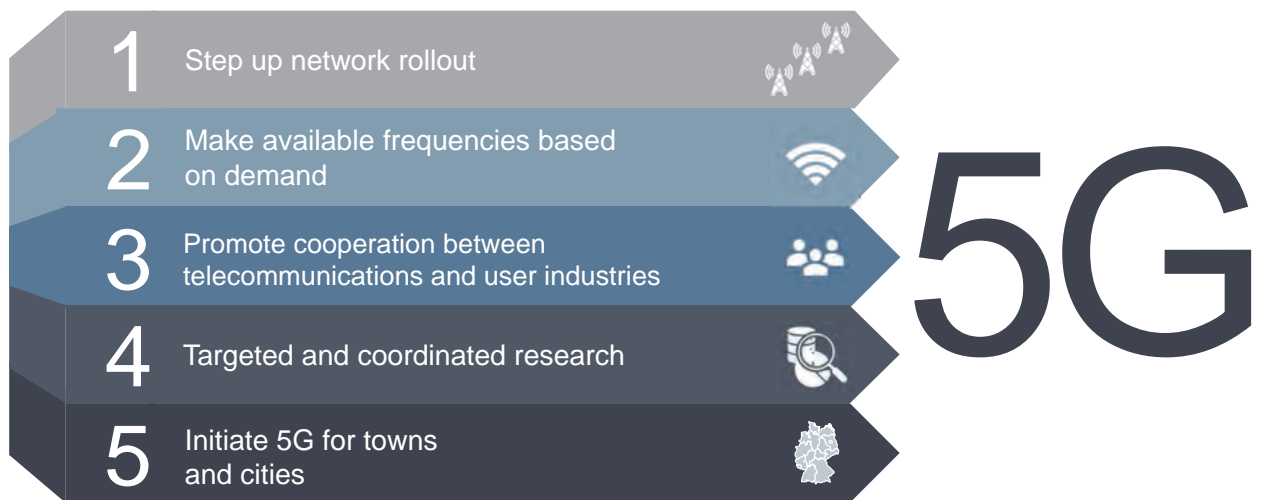 1
Step up network rollout
2
Make available frequencies based
on demand
3
Promote cooperation between
telecommunications and user industries
4
Targeted and coordinated research
5
Initiate 5G for towns
and cities
5G